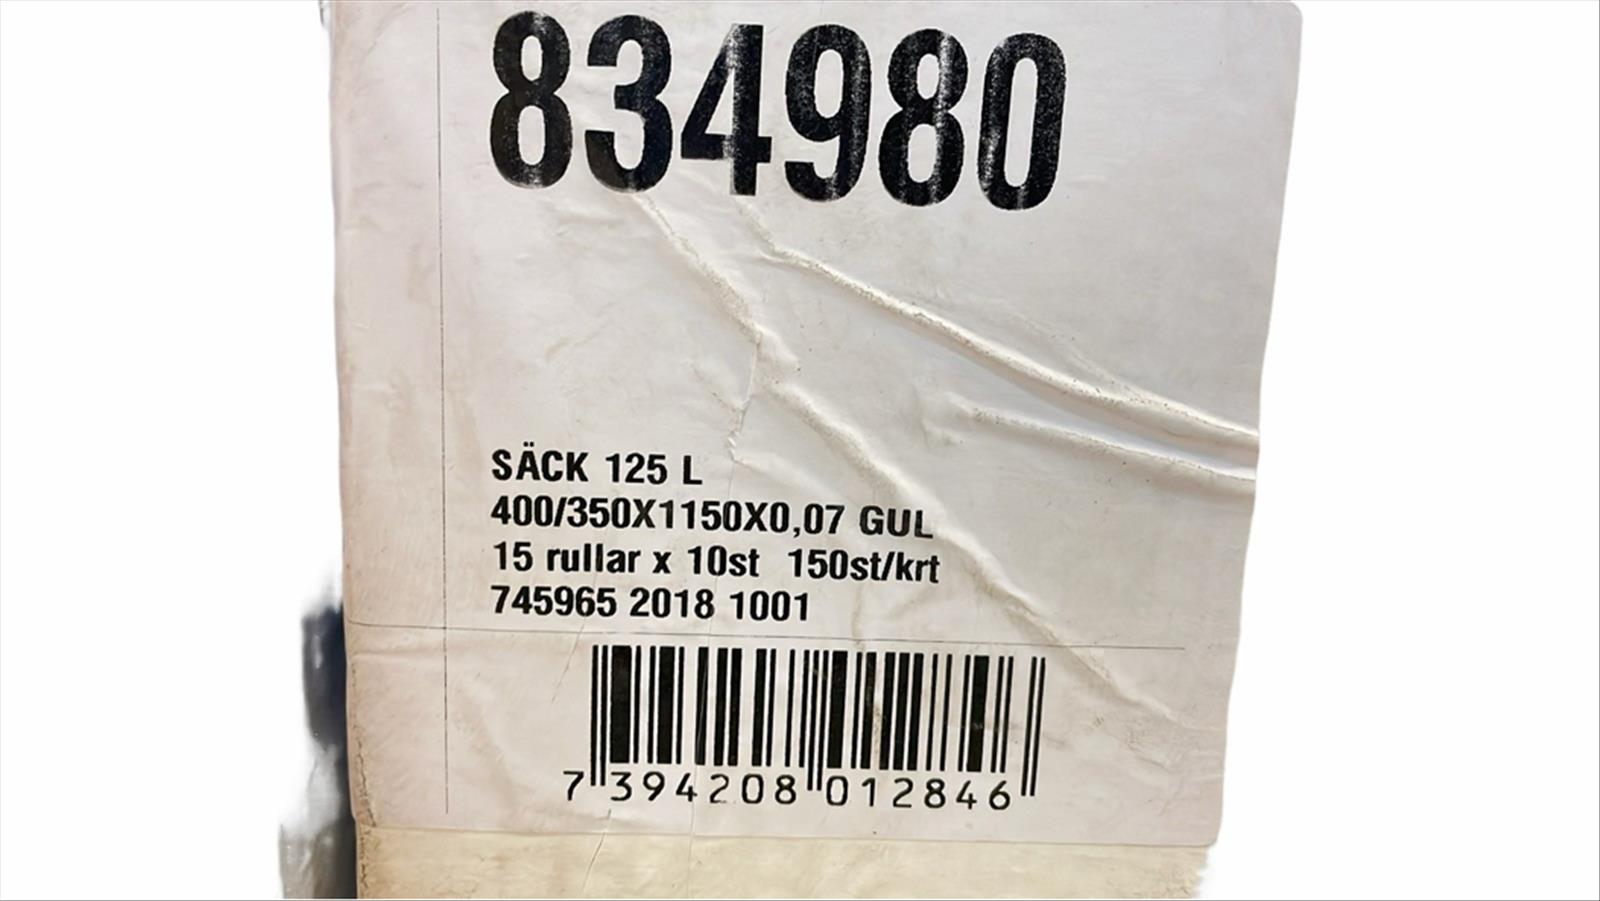 834980
SÄCK 125 L
400/350X1150X0,07 GUL
15 rullar x 10st 150st/krt
745965 2018 1001
7 394208 012846